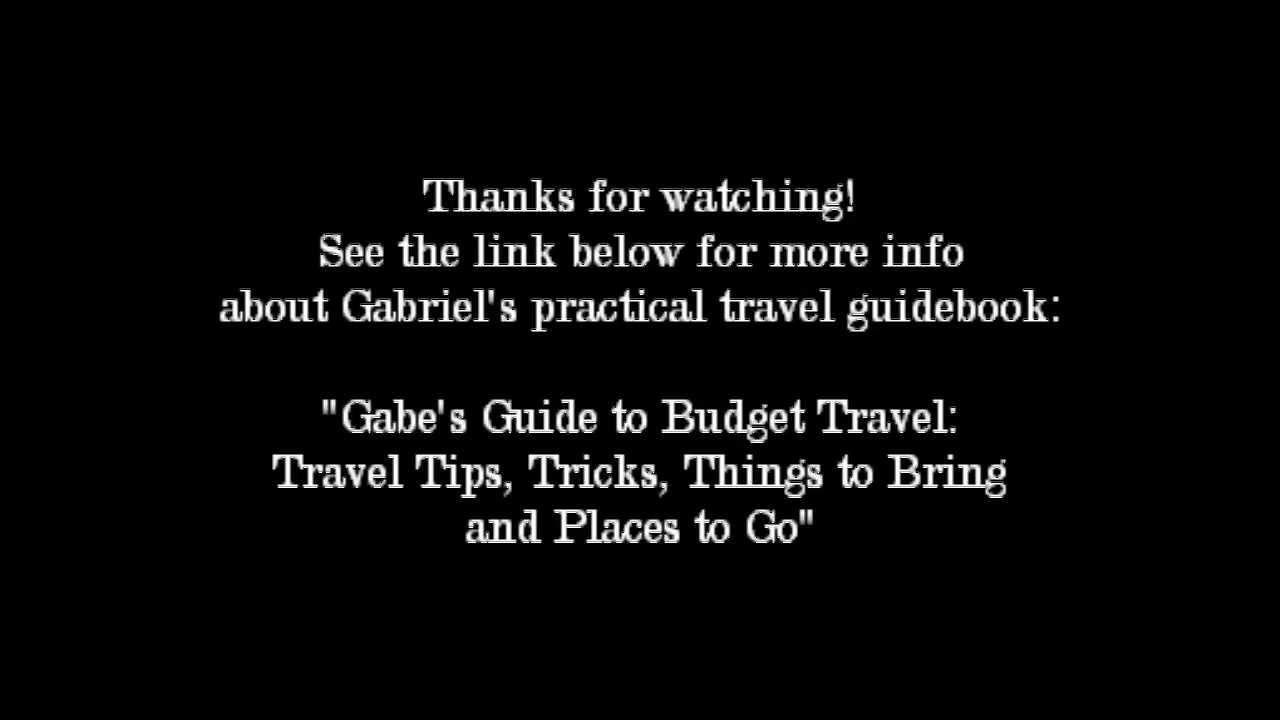 Thanks for watching!
See the link below for more info
about Gabriel's practical travel guidebook:
"Gabe's Guide to Budget Travel:
Travel Tips, Tricks, Things to Bring
and Places to Go"